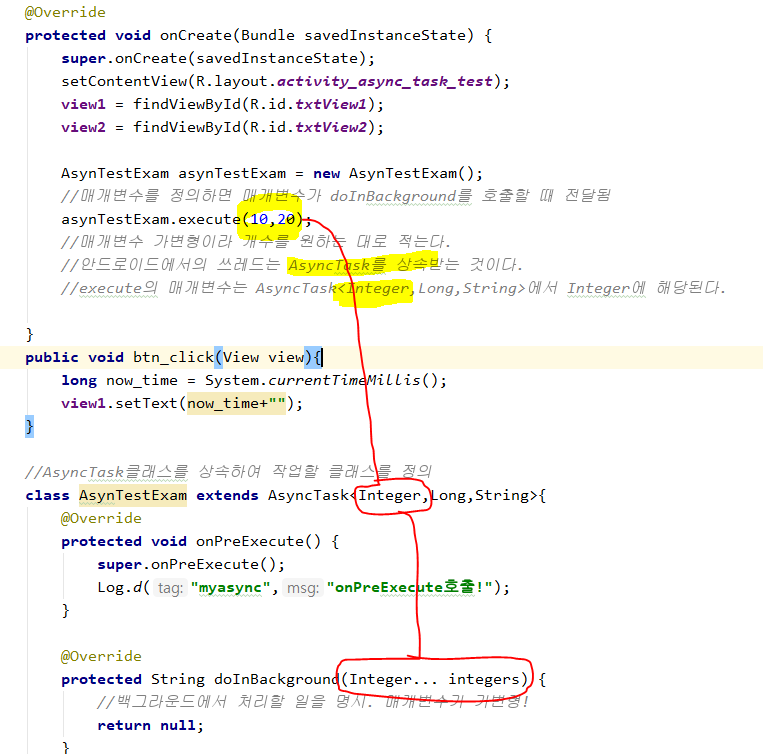 @Override
protected void onCreate(Bundle savedInstanceState) {
super.onCreate(savedInstanceState);
setContentView(R.layout.activity_async_task_test);
view1 = findViewById(R.id.txtView1);
view2 = findViewById(R.id.txtView2);
AsynTestExam asynTestExam = new AsynTestExam();
//매개변수를 정의하면 매개변수가 doInBackground를 호출할 때 전달됨
asynTestExam.execute(10,20);
//매개변수 가변형이라 개수를 원하는 대로 적는다.
//안드로이드에서의 쓰레드는 AsyncTask를 상속받는 것이다.
//execute의 매개변수는 AsyncTask<Integer,Long,String>에서 Integer에 해당된다.
}
public void btn_click(View view){
long now_time = System.currentTimeMillis();
view1.setText(now_time+"");
}
//AsyncTask클래스를 상속하여 작업할 클래스를 정의
class AsynTestExam extends AsyncTask<Integer,Long,String>{
@Override
protected void onPreExecute() {
super.onPreExecute();
Log.d( tag: "myasync", msg: "onPreExecute호출!");
}
@Override
protected String doInBackground(Integer... integers) {
//백그라운드에서 처리할 일을 명시. 매개변수가 가변형!
return null;
}